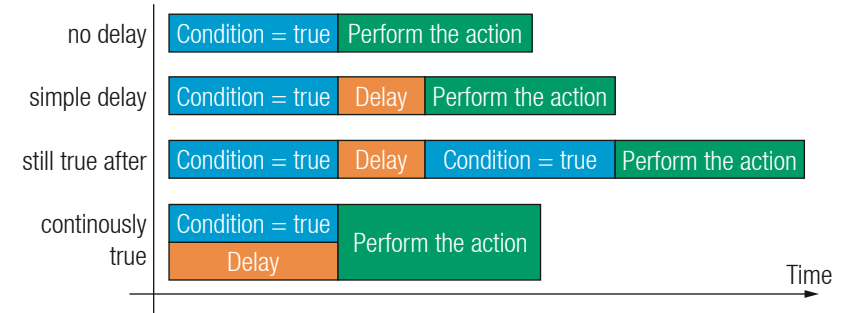 no delay Condition = true Perform the action
simple delay Condition = true Delay Perform the action
still true after Condition = true Delay Condition = true Perform the action
continously
true
Condition = true
Delay
Perform the action
Time